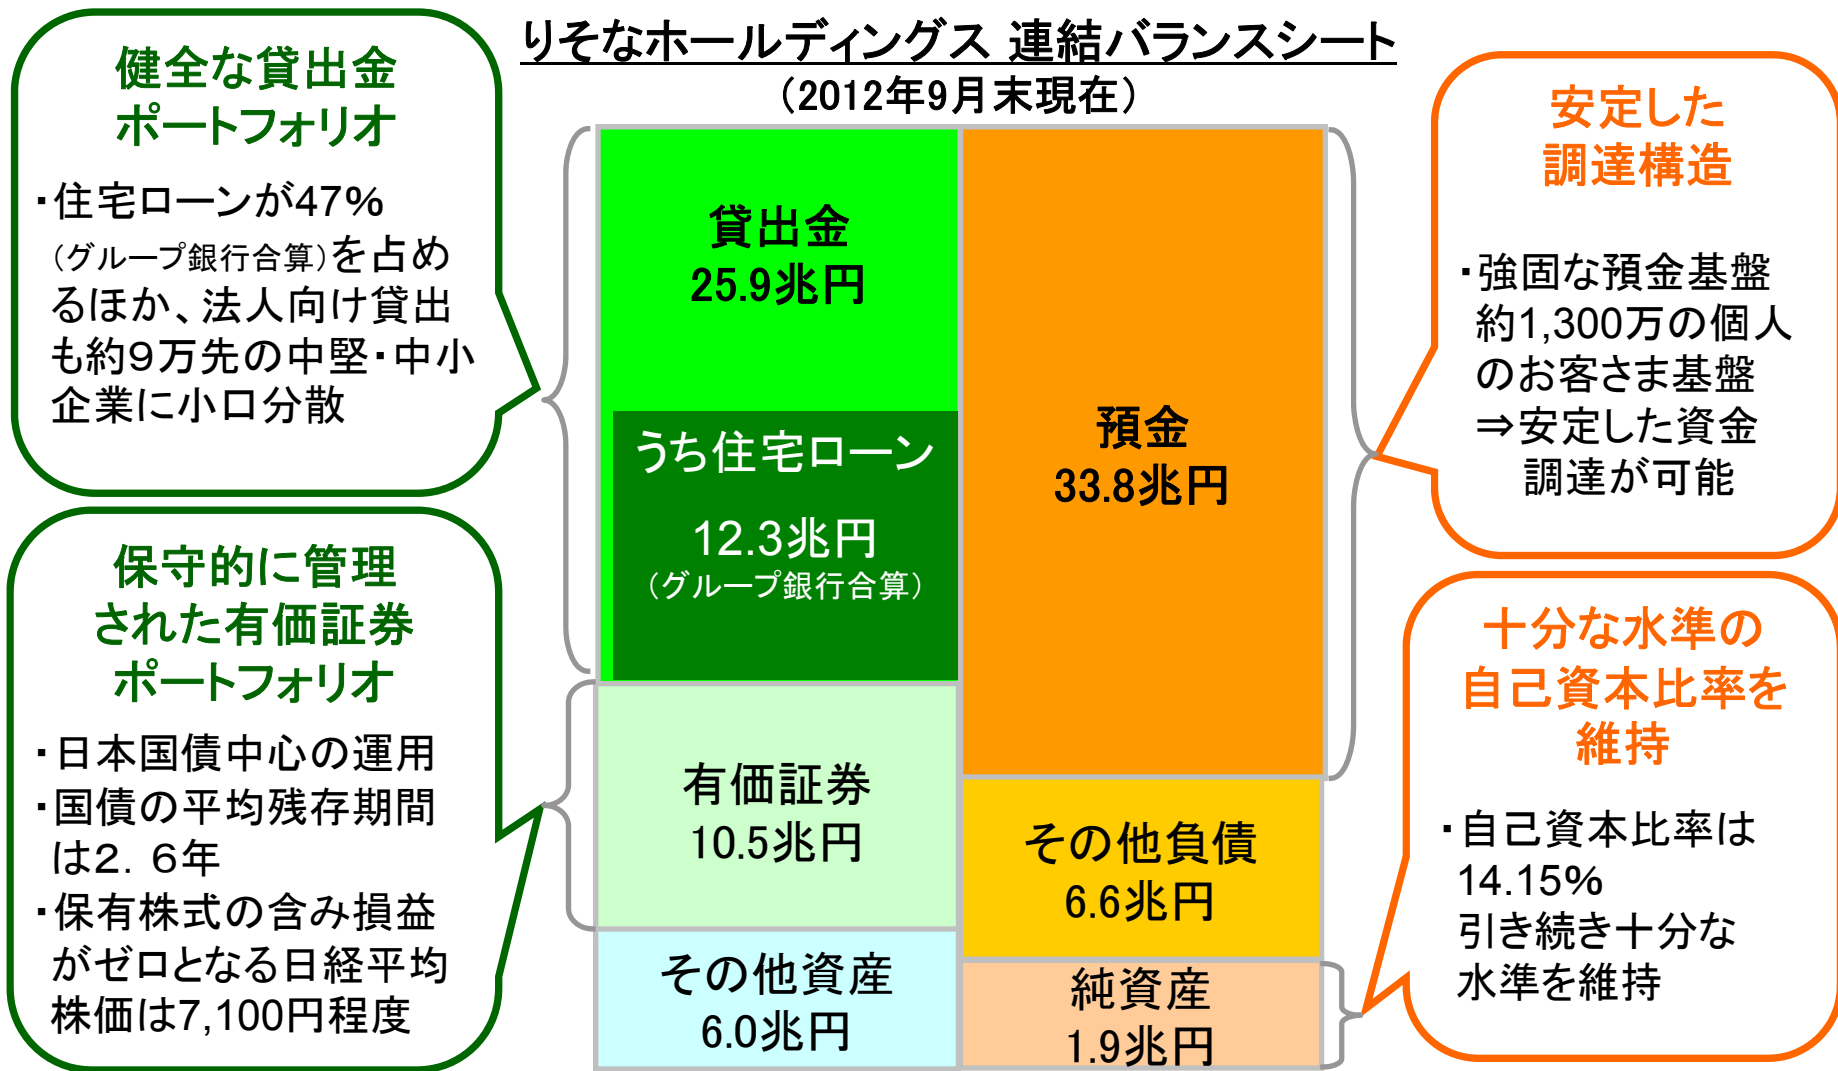 りそなホールディングス 連結バランスシート
（2012年9月末現在）
健全な貸出金
ポートフォリオ
・住宅ローンが47%
（グループ銀行合算）を占め
るほか、法人向け貸出
も約９万先の中堅・中小
企業に小口分散
保守的に管理
された有価証券
ポートフォリオ
・日本国債中心の運用
・国債の平均残存期間
は２．６年
・保有株式の含み損益
がゼロとなる日経平均
株価は7,100円程度
貸出金
25.9兆円
うち住宅ローン
12.3兆円
（グループ銀行合算）
有価証券
10.5兆円
その他資産
6.0兆円
預金
33.8兆円
その他負債
6.6兆円
純資産
1.9兆円
安定した
調達構造
・強固な預金基盤
約1,300万の個人
のお客さま基盤
⇒安定した資金
調達が可能
十分な水準の
自己資本比率を
維持
・自己資本比率は
14.15%
引き続き十分な
水準を維持